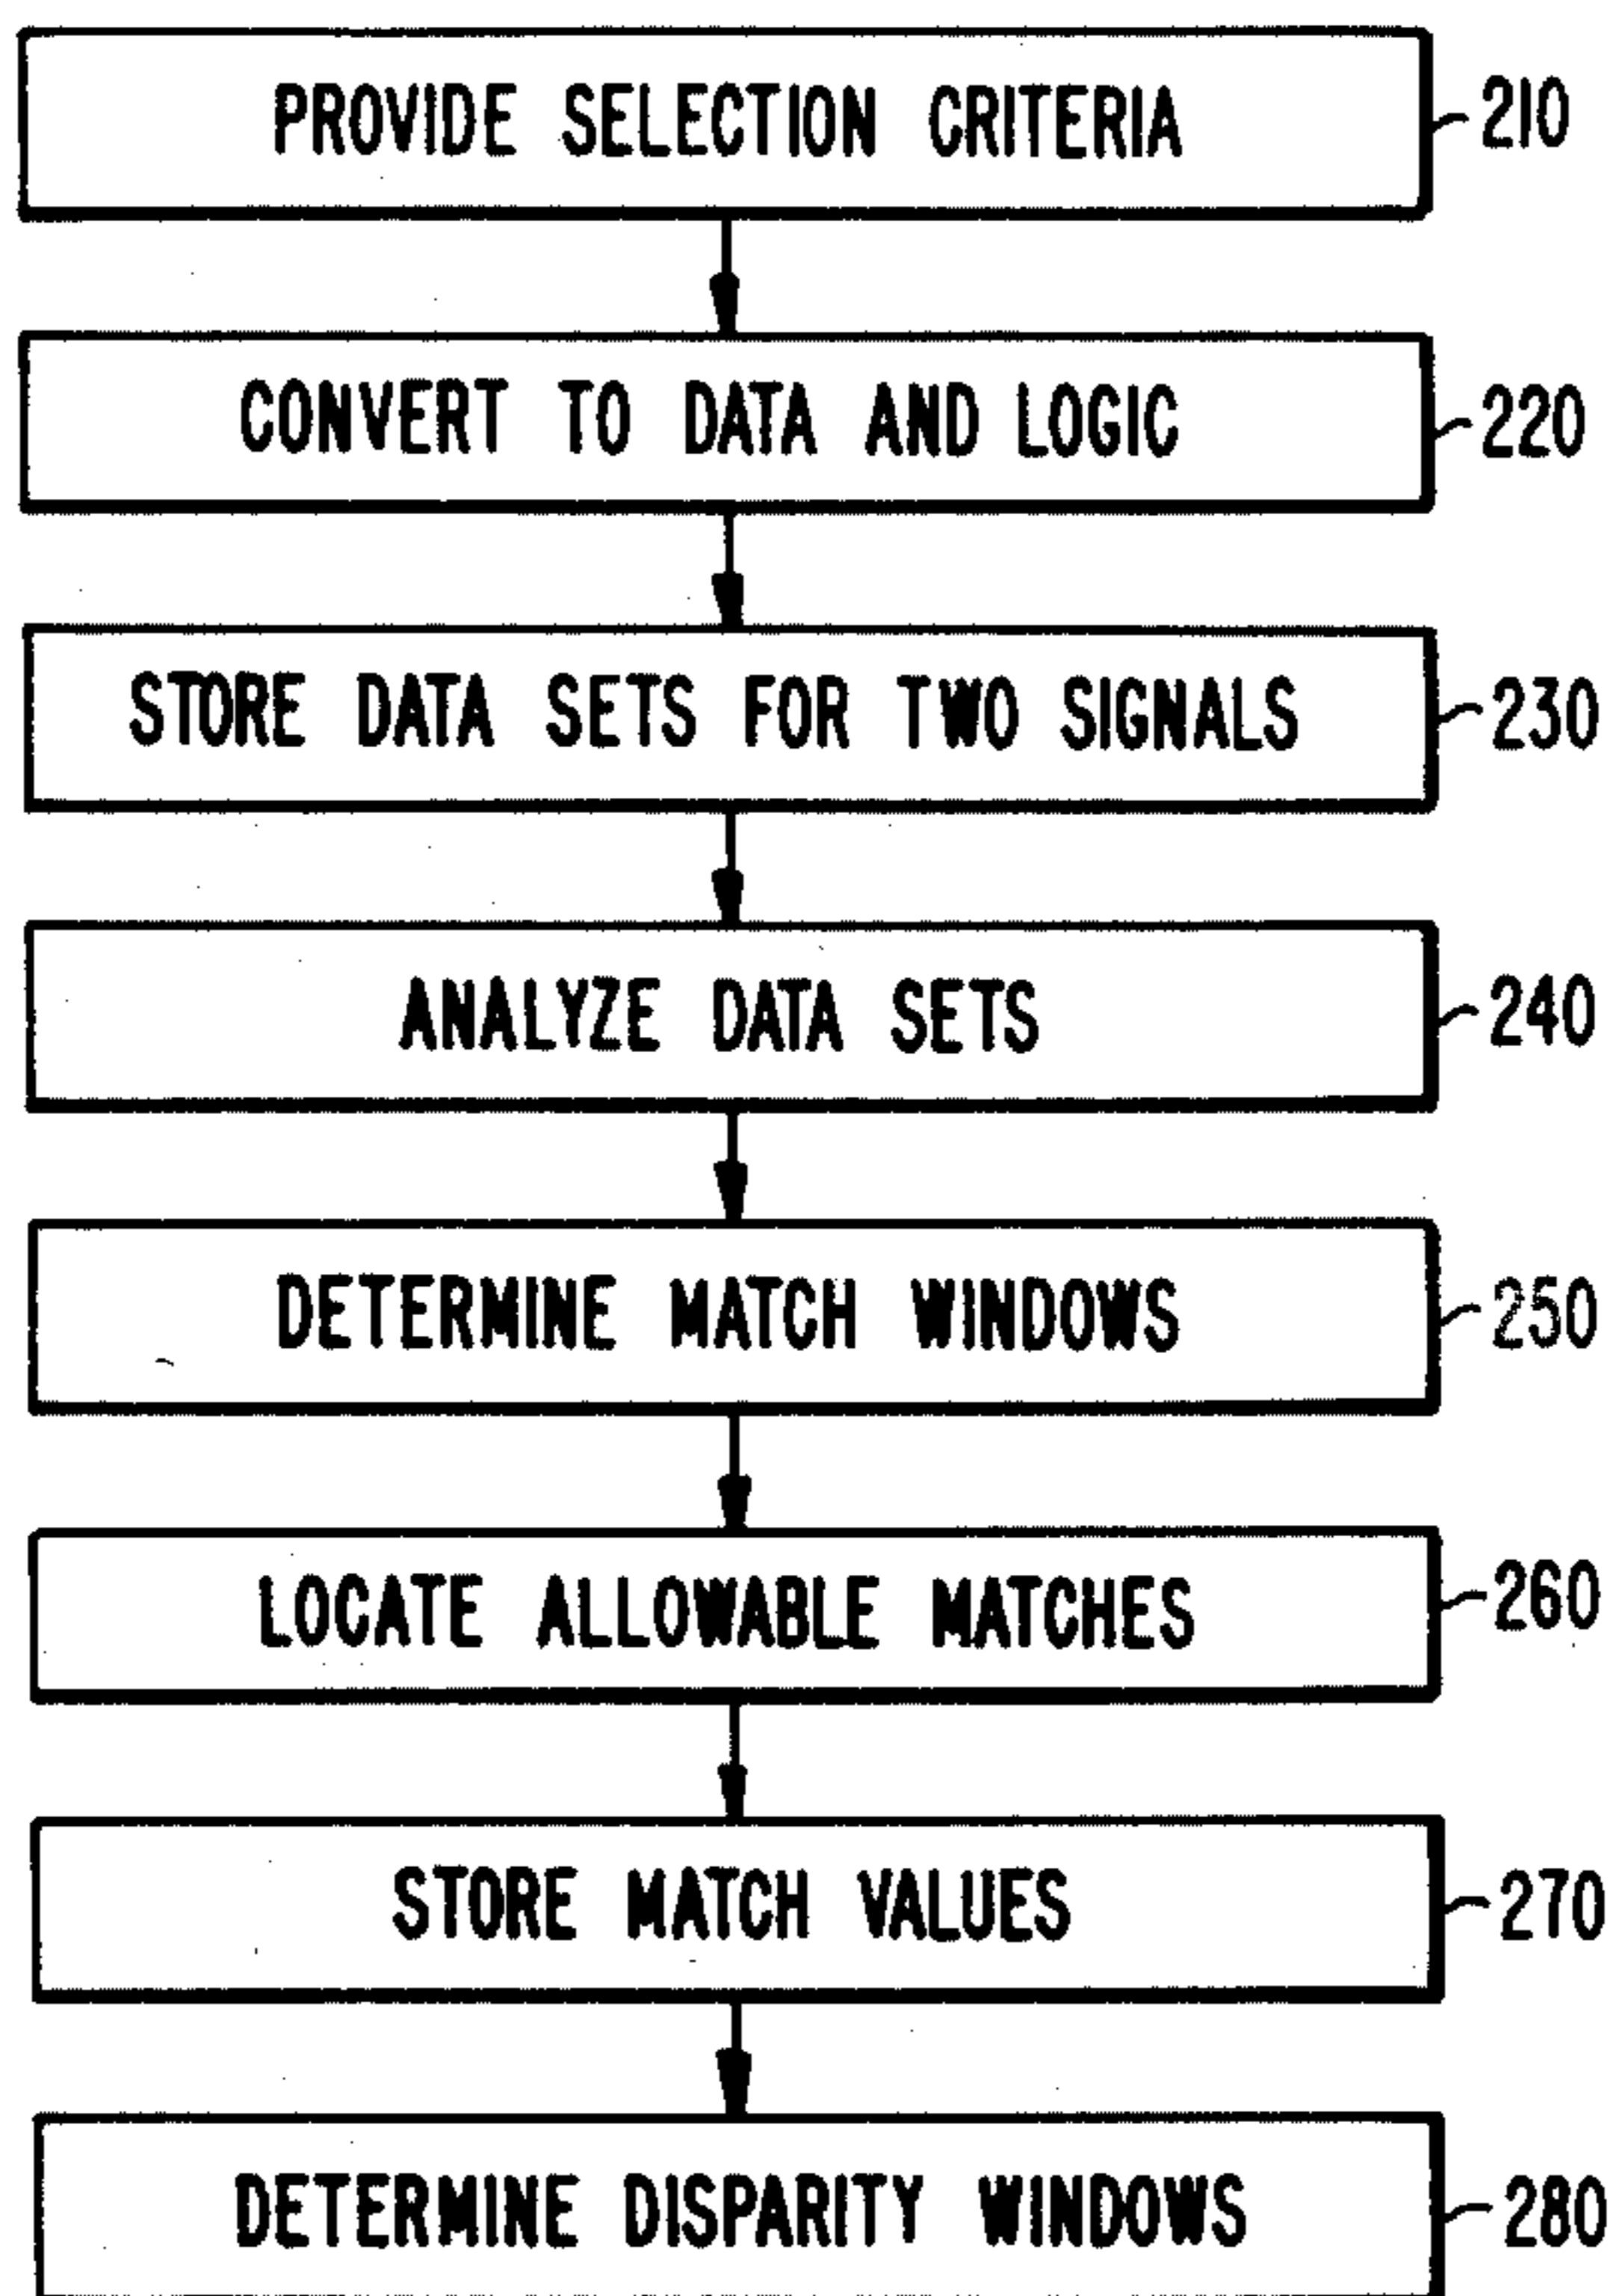 PROVIDE SELECTION CRITERIA 210
CONVERT TO DATA AND LOGIC 220
STORE DATA SETS FOR TWO SIGNALS 230
ANALYZE DATA SETS 240
DETERMINE MATCH WINDOWS 250
LOCATE ALLOWABLE MATCHES 260
STORE MATCH VALUES 270
DETERMINE DISPARITY WINDOWS 280